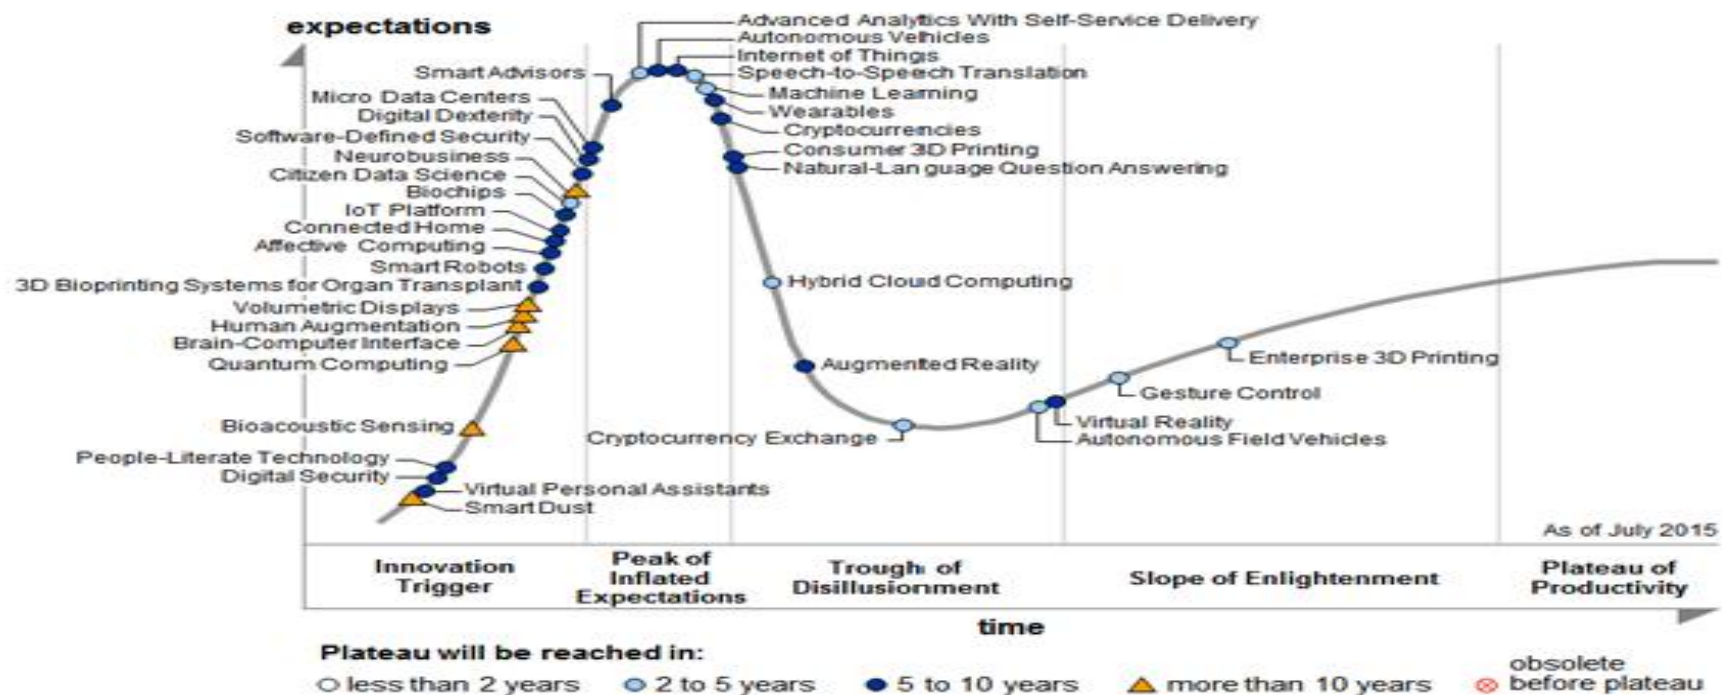 expectations
Advanced Analytics With Self-Service Delivery
Autonomous Vehicles
Internet of Things
Speech-to-Speech Translation
Machine Learning
Wearables
Cryptocurrencies
Consumer 3D Printing
Natural-Language Question Answering
Smart Advisors
Micro Data Centers
Digital Dexterity
Software-Defined Security
Neurobusiness
Citizen Data Science
Biochips
IoT Platform
Connected Home
Affective Computing
Smart Robots
3D Bioprinting Systems for Organ Transplant
Volumetric Displays
Human Augmentation
Brain-Computer Interface
Quantum Computing
Bioacoustic Sensing
People-Literate Technology
Digital Security
Virtual Personal Assistants
Smart Dust
Hybrid Cloud Computing
Augmented Reality
Cryptocurrency Exchange
Enterprise 3D Printing
Gesture Control
Virtual Reality
Autonomous Field Vehicles
As of July 2015
Innovation
Trigger
Peak of
Inflated
Expectations
Trough of
Disillusionment
Slope of Enlightenment
Plateau of
Productivity
time
Plateau will be reached in:
less than 2 years
2 to 5 years
5 to 10 years
more than 10 years
obsolete
before plateau